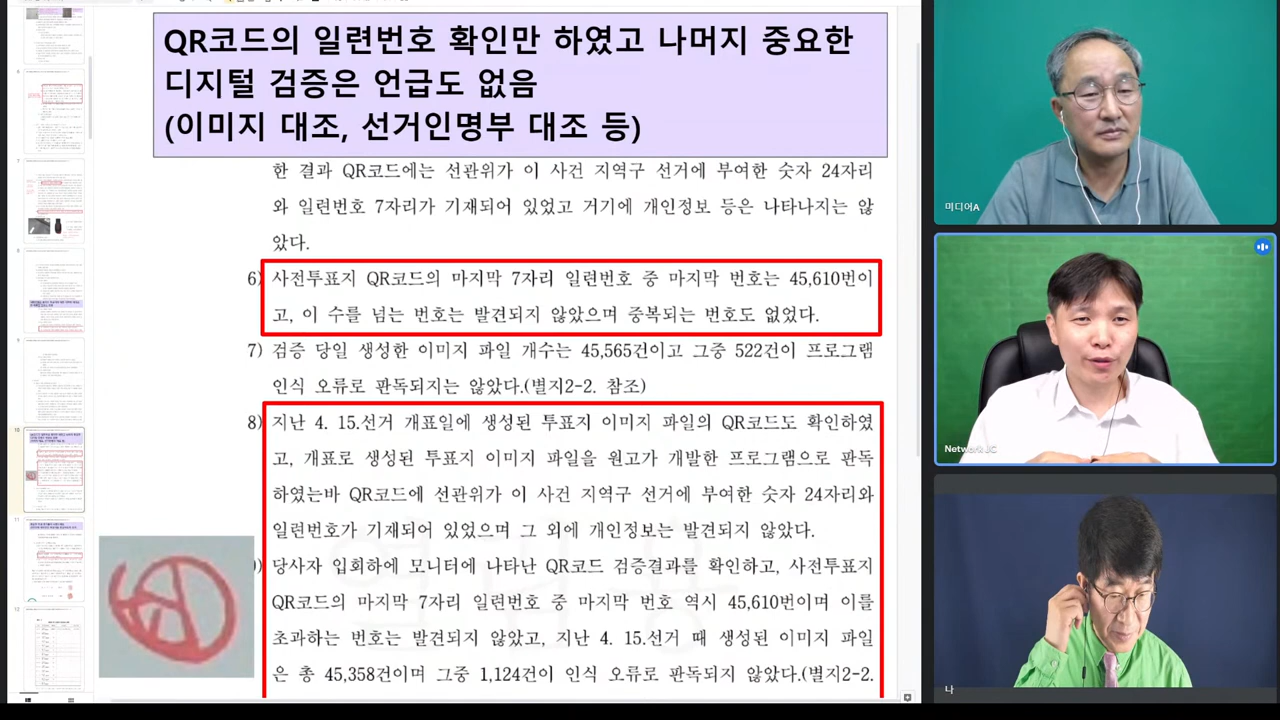 QR코드의 일련번호 확인만 하였고 나머지 중요한
디지털 검증은 언급도 없음
(이미지 대조, 선거인명부 대조 등)
한 결과 QR코드에는 선관위가 이 사건 지역구 선거에 부여한 숫자 24자리
와 일련번호 7자리가 기재되어 있었고 거기에 개인정보는 나타나지는 않았
다.
6) 사전투표지 QR코드의 마지막 7자리 일련번호 중 마지막 번호는 45,610번이
고, 이 수를 넘는 번호는 발견되지 않았으며 중복되는 번호도 없었다.
7) 검증 당일 생성한 이미지 파일 개수는 45,565건이고 그중 건이 프로그램
인식 오류로 판독되지는 않았다.(별지2-2 참조)
8) 지난 4. 15.선거 개표일에 생성된 투표지 이미지 파일의 QR코드도 확인하였
고, 생성된 투표지 이미지 파일을 원고가 개발한 프로그램으로 판독
하였는바 QR코드에 선관위가 이 사건 지역구 선거에 부여한 숫자 24자리와
일련번호가 기재되어 있었고 그 외 개인정보는 발견되지 않았다.
) 당사자 입회하에 모니터에 나타난 QR코드 검증결과를 확인하고, 사전투표지
QR코드의 마지막 7자리 일련번호 중 마지막 번호 역시 45,610번이며 이를
초과하는 번호는 발견되지 않았고, 지난 4. 15.선거 때 생성된 이미지 파일
은 총 45,358건이며 그중 1,124건이 인식 오류로 판독되지 않았다.(별지2-2.
미디어A
Network JC
나
6
7
8
9
10
11
12